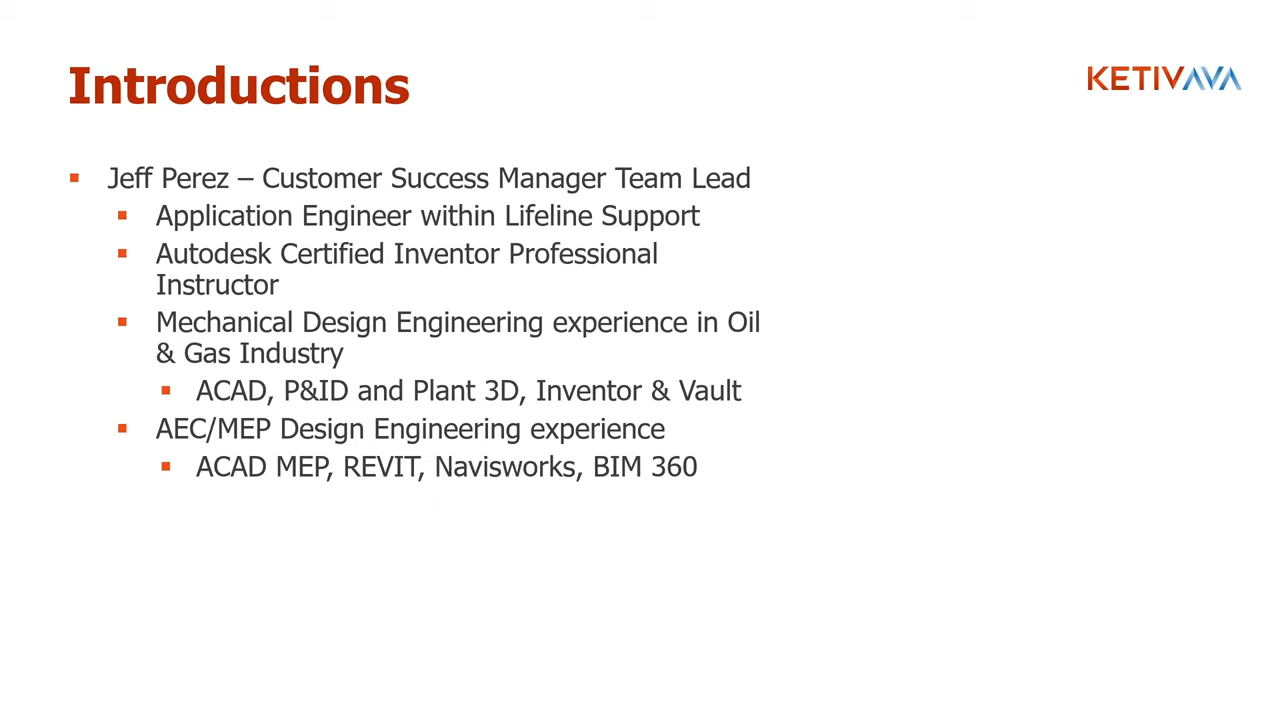 Introductions
KETIVAVA
Jeff Perez – Customer Success Manager Team Lead
Application Engineer within Lifeline Support
Autodesk Certified Inventor Professional
Instructor
Mechanical Design Engineering experience in Oil
& Gas Industry
ACAD, P&ID and Plant 3D, Inventor & Vault
AEC/MEP Design Engineering experience
ACAD MEP, REVIT, Navisworks, BIM 360